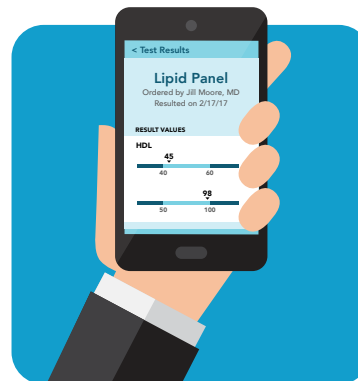 < Test Results
Lipid Panel
Ordered by Jill Moore, MD
Resulted on 2/17/17
RESULT VALUES
HDL
45
40 60
98
50 100